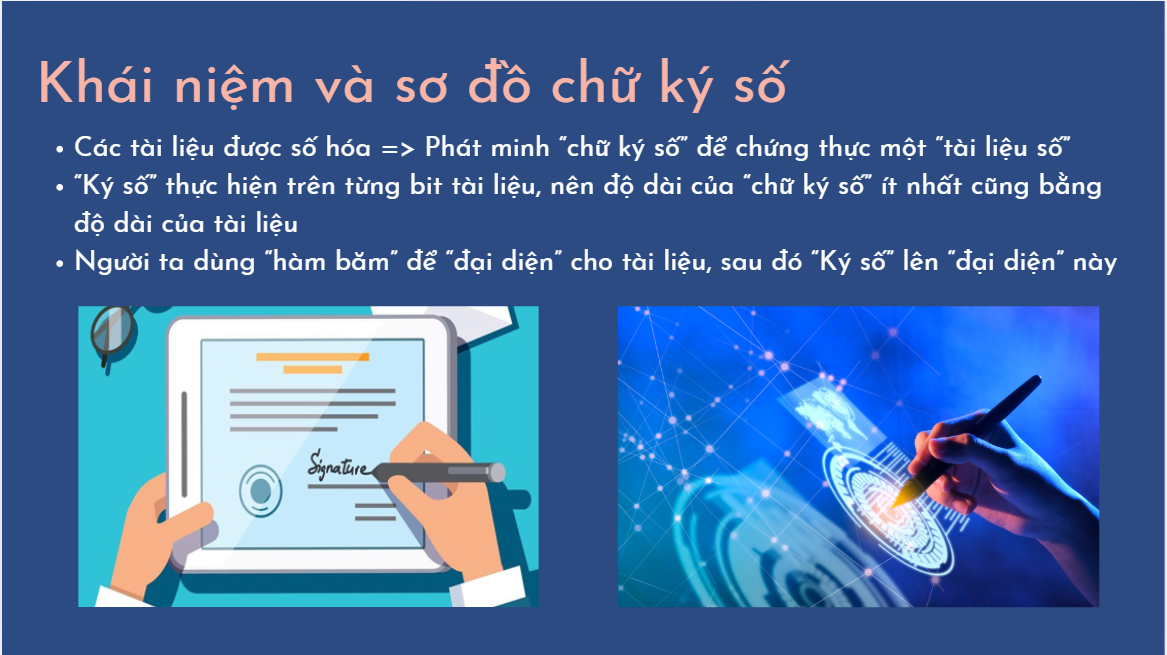 Khái niệm và sơ đồ chữ ký số
• Các tài liệu được số hóa => Phát minh “chữ ký số” để chứng thực một “tài liệu số”
• “Ký số” thực hiện trên từng bit tài liệu, nên độ dài của “chữ ký số” ít nhất cũng bằng
độ dài của tài liệu
• Người ta dùng “hàm băm” để “đại diện” cho tài liệu, sau đó “Ký số” lên “đại diện” này
Signature